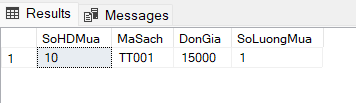 Results Messages
SoHDMua MaSach DonGia SoLuongMua
1 10 TT001 15000 1